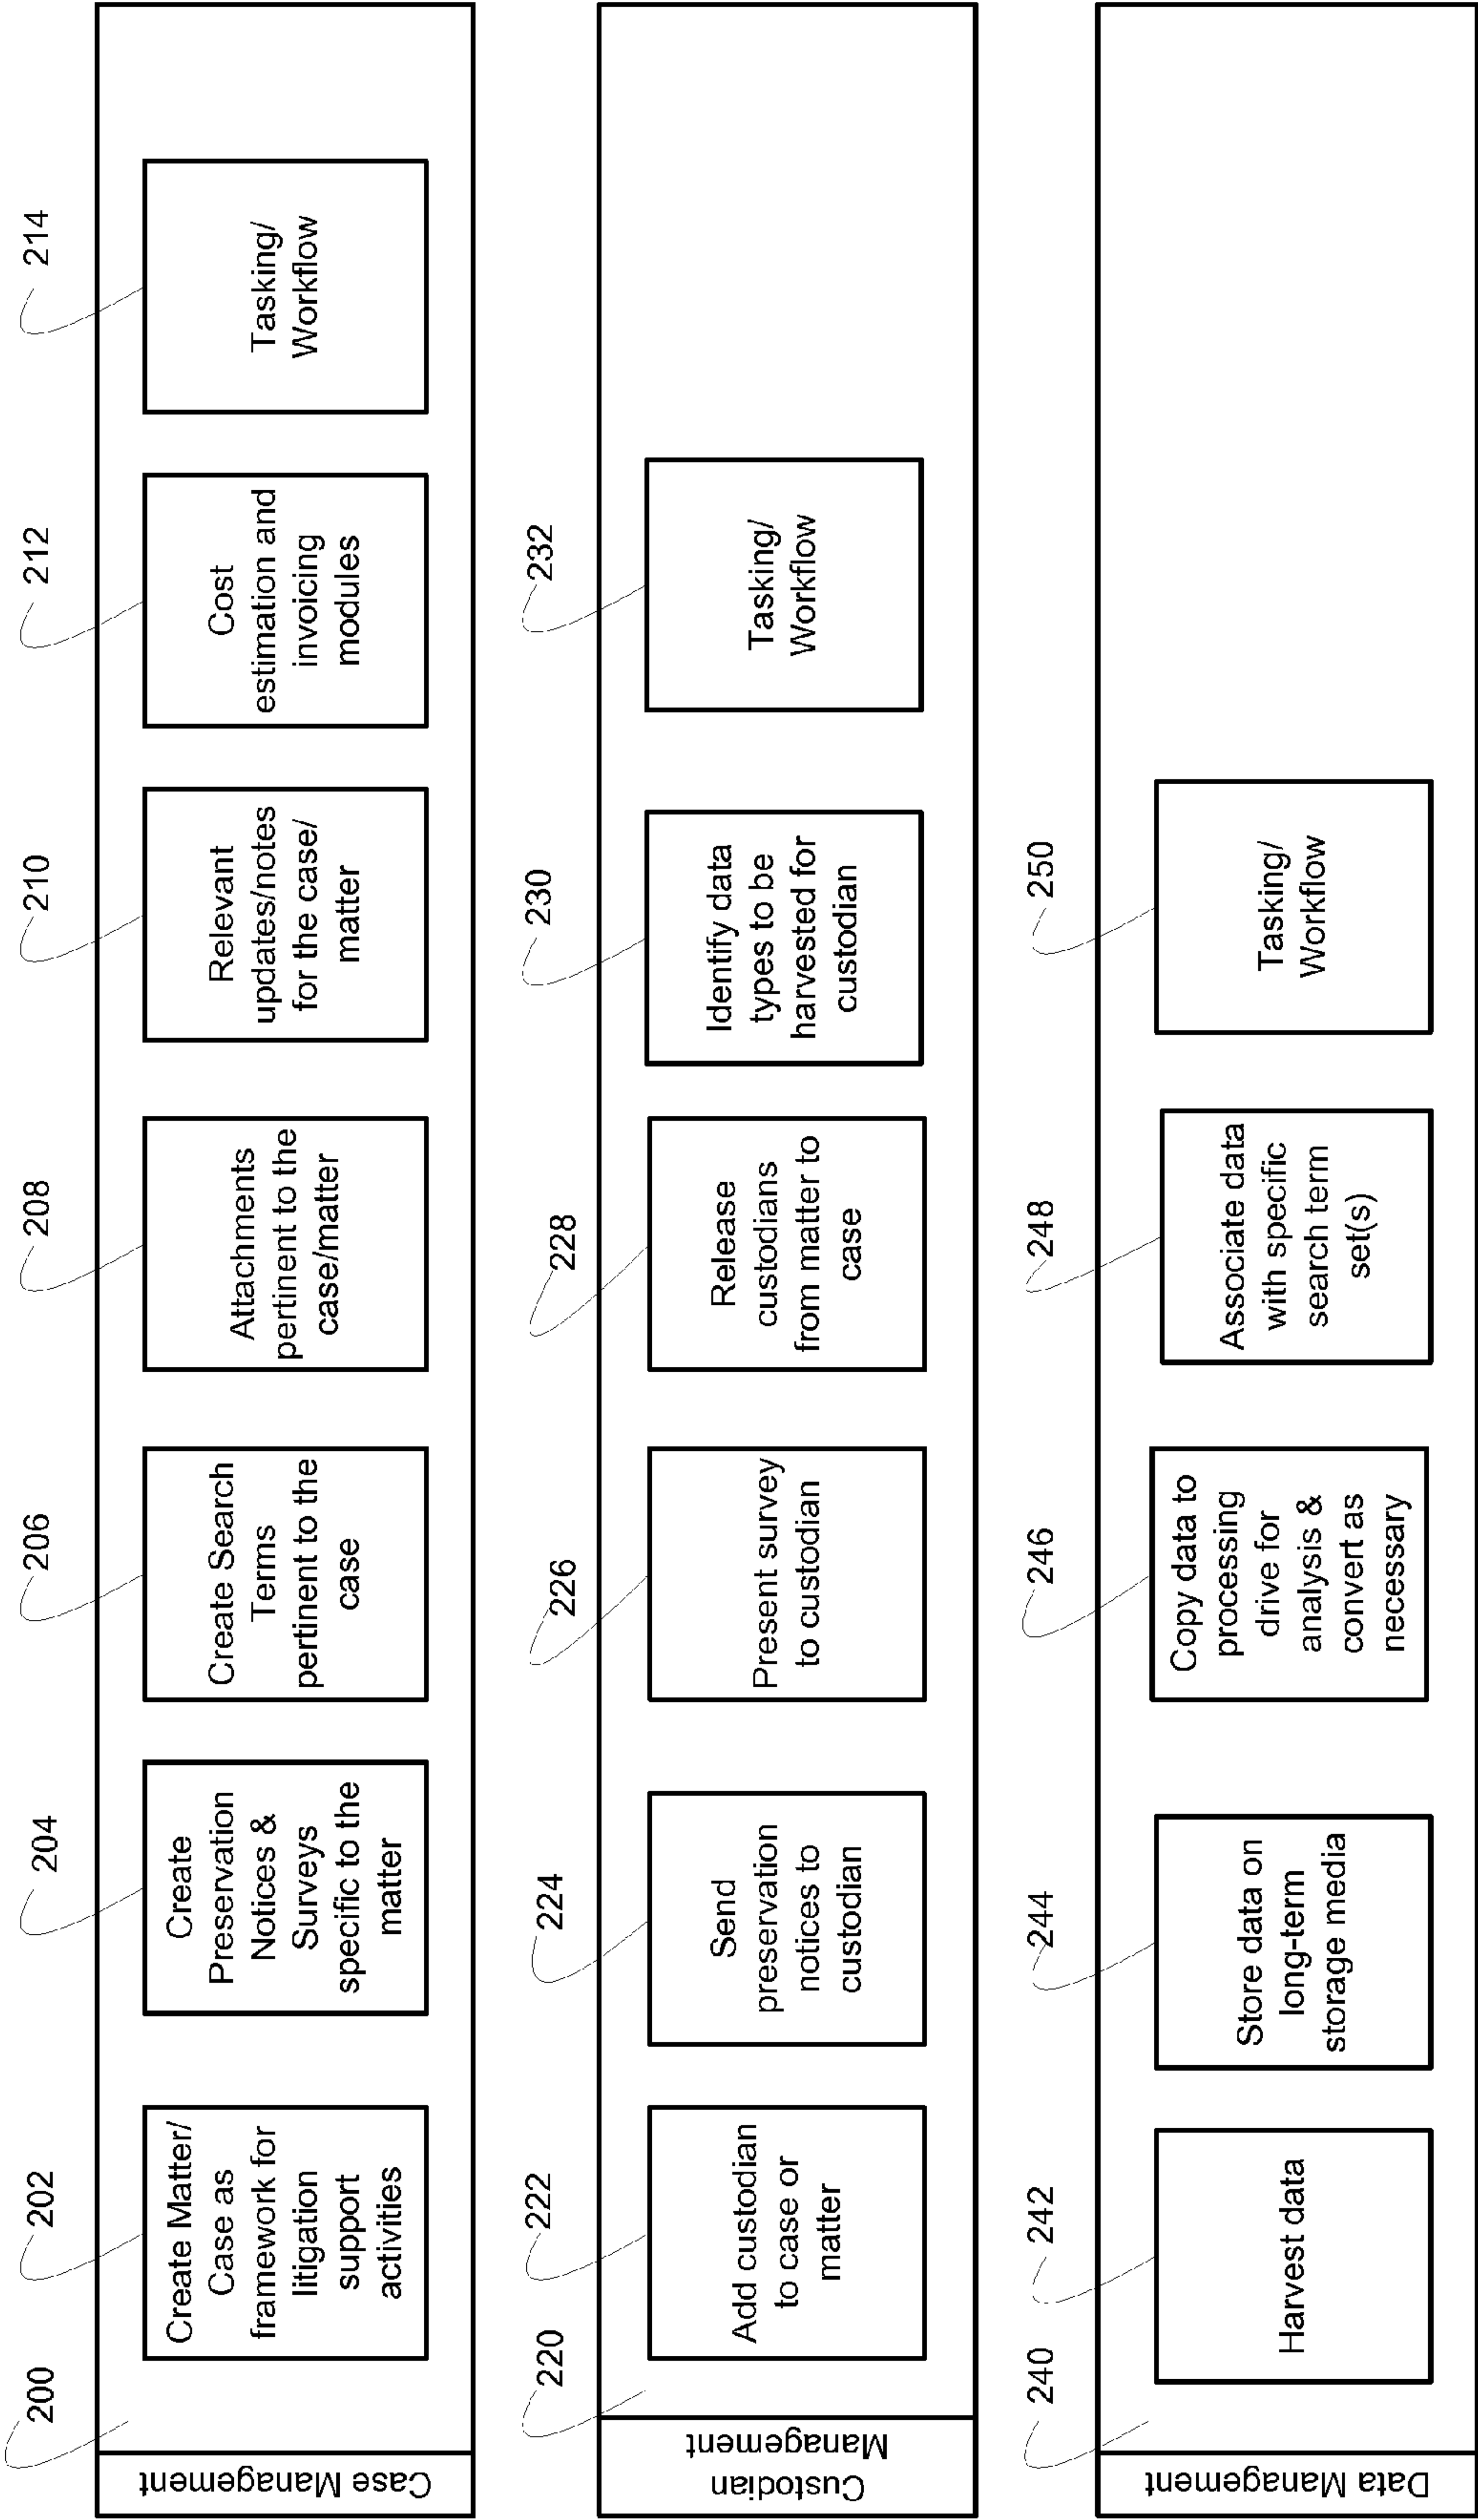 Case Management
200
202
Create Matter/
Case as
framework for
litigation
support
activities
204
Create
Preservation
Notices &
Surveys
specific to the
matter
206
Create Search
Terms
pertinent to the
case
208
Attachments
pertinent to the
case/matter
210
Relevant
updates/notes
for the case/
matter
212
Cost
estimation and
invoicing
modules
214
Tasking/
Workflow
Custodian
Management
220
222
Add custodian
to case or
matter
224
Send
preservation
notices to
custodian
226
Present survey
to custodian
228
Release
custodians
from matter to
case
230
Identify data
types to be
harvested for
custodian
232
Tasking/
Workflow
Data Management
240
242
Harvest data
244
Store data on
long-term
storage media
246
Copy data to
processing
drive for
analysis &
convert as
necessary
248
Associate data
with specific
search term
set(s)
250
Tasking/
Workflow